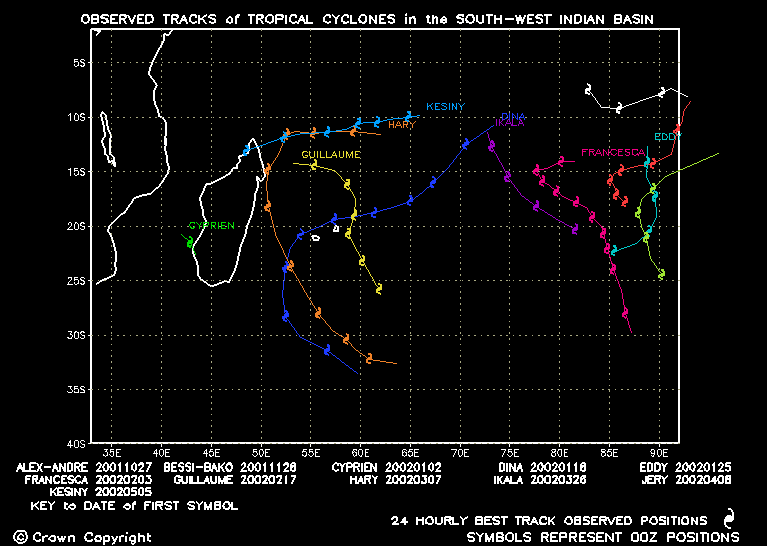 OBSERVED TRACKS of TROPICAL CYCLONES in the SOUTH-WEST INDIAN BASIN
5S
10S
15S
20S
25S
30S
35S
40S
KESINY
DINA
IKALA
HARY
EDDY
GUILLAUME
FRANCESCA
CYPRIEN
35E 40E 45E 50E 55E 60E 65E 70E 75E 80E 85E 90E
ALEX-ANDRE 20011027 BESSI-BAKO 20011128 CYPRIEN 20020102 DINA 20020118 EDDY 20020125
FRANCESCA 20020203 GUILLAUME 20020217 HARY 20020307 IKALA 20020326 JERY 20020408
KESINY 20020505
KEY to DATE of FIRST SYMBOL
24 HOURLY BEST TRACK OBSERVED POSITIONS
© Crown Copyright SYMBOLS REPRESENT 00Z POSITIONS